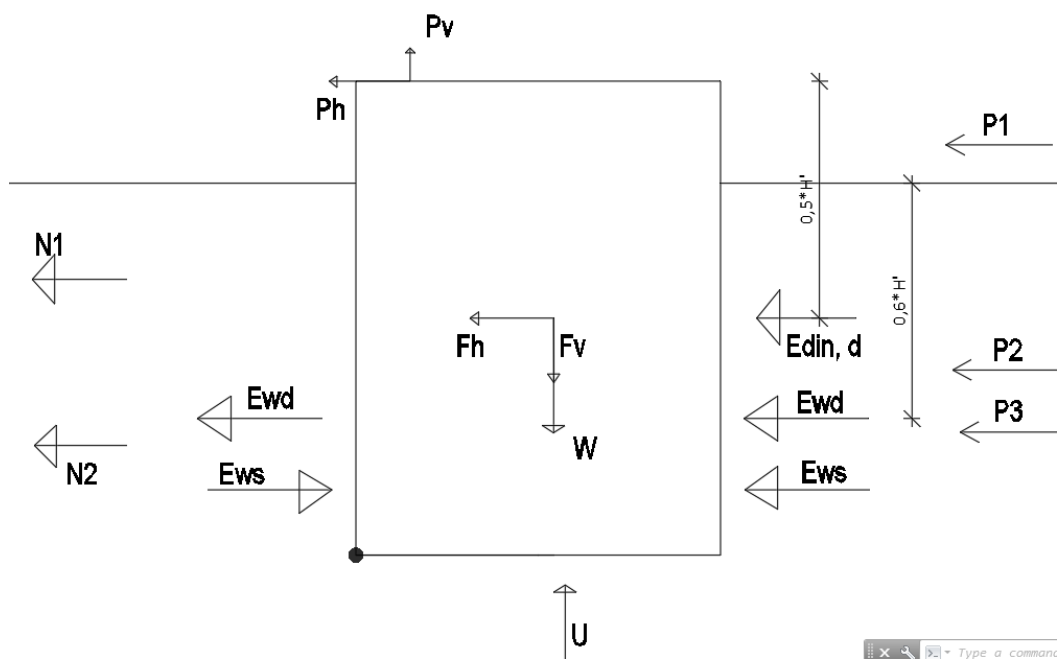 Pv
Ph
P1
0,5*H'
N1
0,6*H'
Fh
Fv
Edin, d
P2
Ewd
Ewd
P3
W
N2
Ews
Ews
U
Type a command